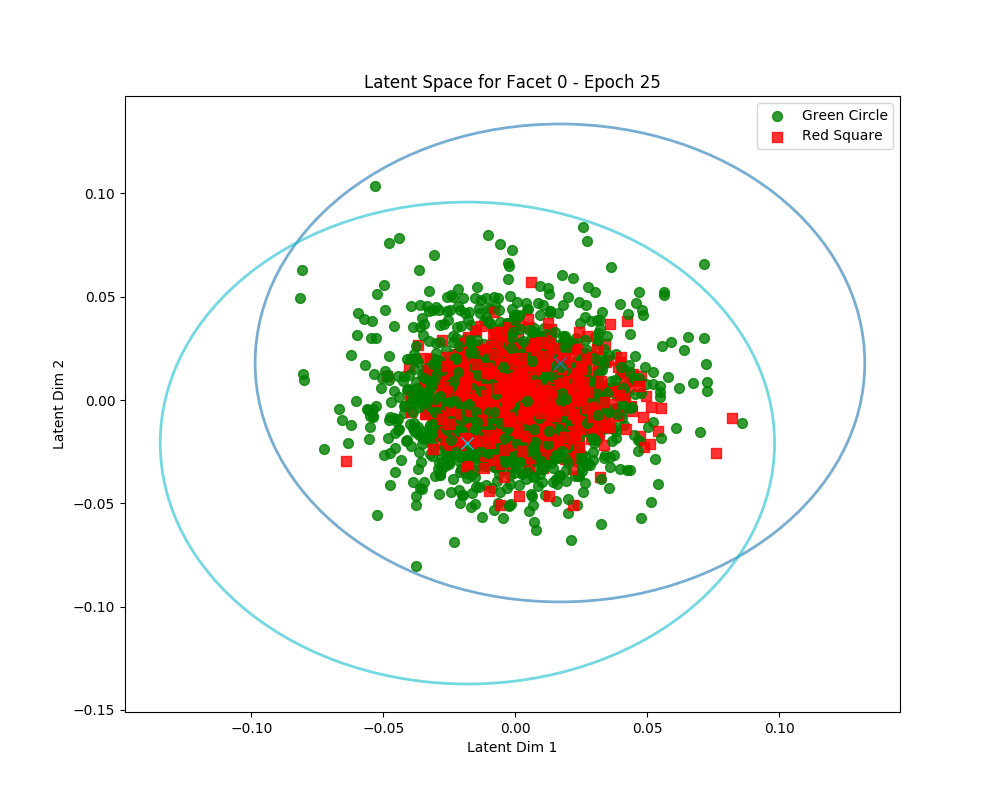 Latent Space for Facet 0 - Epoch 25
Green Circle
Red Square
0.10
0.05
0.00
−0.05
−0.10
−0.15
Latent Dim 2
−0.10
−0.05
0.00
0.05
0.10
Latent Dim 1